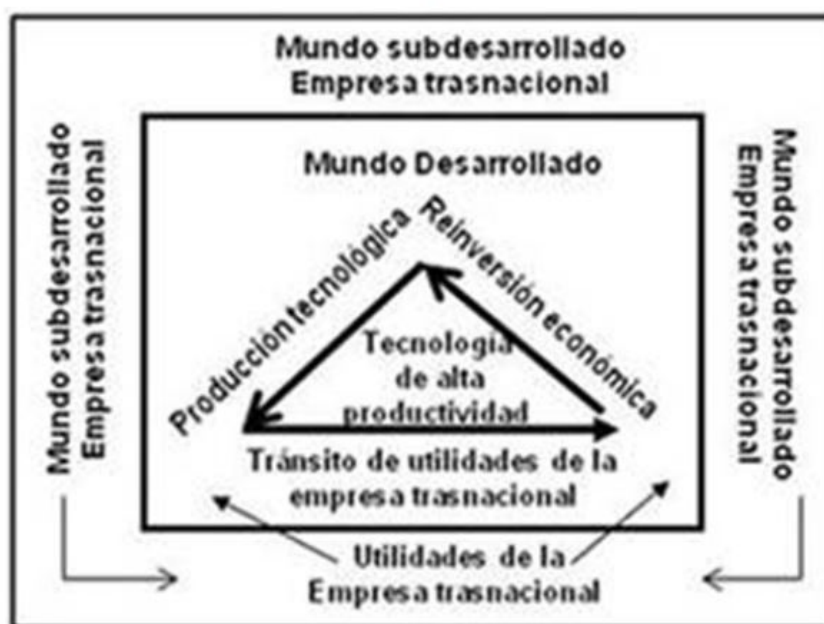 Mundo subdesarrollado
Empresa trasnacional
Mundo subdesarrollado
Empresa trasnacional
Mundo Desarrollado
Producción tecnológica
Reinversión económica
Tecnología
de alta
productividad
Tránsito de utilidades de la
empresa trasnacional
Mundo subdesarrollado
Empresa trasnacional
Utilidades de la
Empresa trasnacional